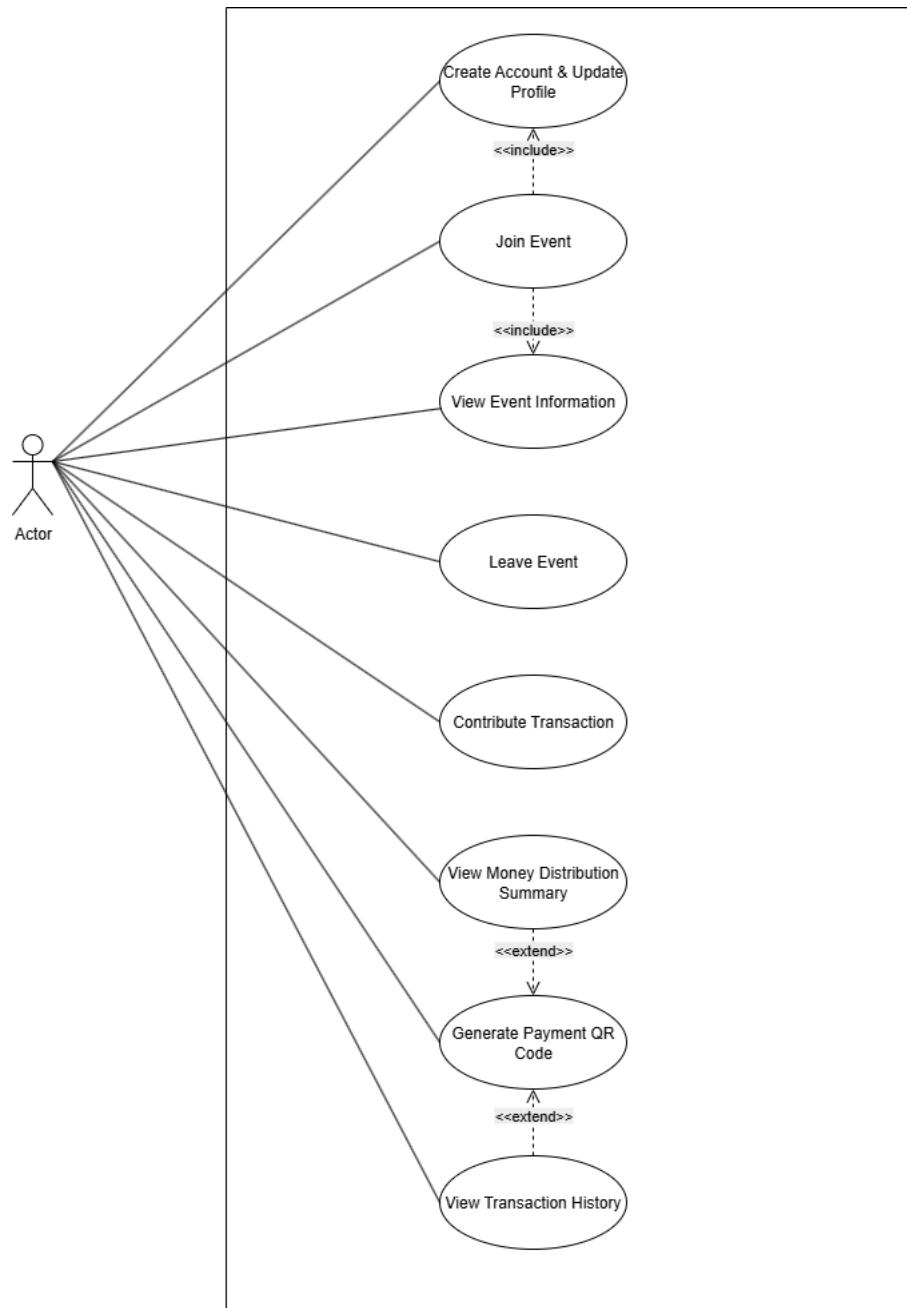 Create Account & Update
Profile
<<include>>
Join Event
<<include>>
View Event Information
Actor
Leave Event
Contribute Transaction
View Money Distribution
Summary
<<extend>>
Generate Payment QR
Code
<<extend>>
View Transaction History